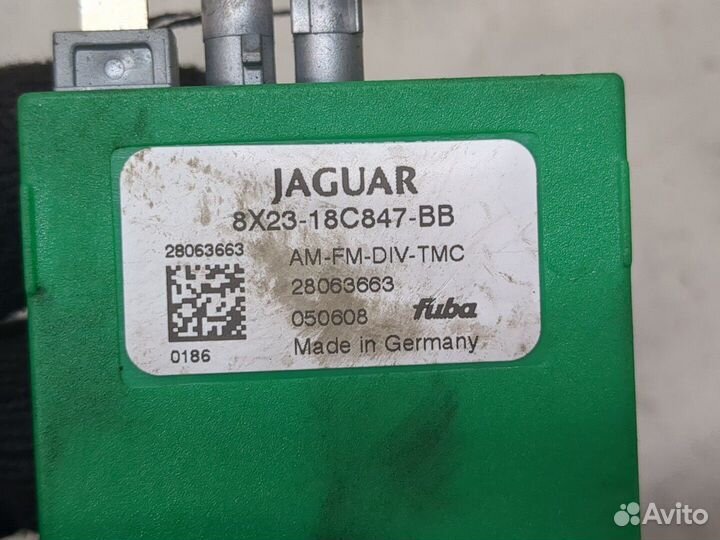 JAGUAR
8X23-18C847-BB
28063663
AM-FM-DIV-TMC
28063663
050608
fuba
0186
Made in Germany
Avito